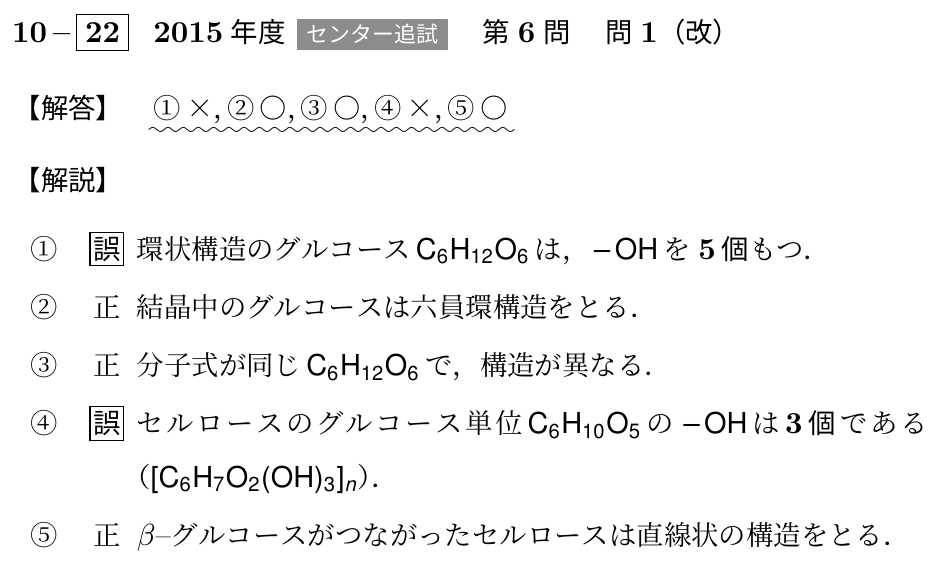 10−22 2015 年度 センター追試 第 6 問 問 1（改）
【解答】 ① ×, ② ○, ③ ○, ④ ×, ⑤ ○
【解説】
① 誤 環状構造のグルコース C₆H₁₂O₆ は，−OH を 5 個もつ．
② 正 結晶中のグルコースは六員環構造をとる．
③ 正 分子式が同じ C₆H₁₂O₆ で，構造が異なる．
④ 誤 セルロースのグルコース単位 C₆H₁₀O₅ の −OH は 3 個である
（[C₆H₇O₂(OH)₃]ₙ）．
⑤ 正 β–グルコースがつながったセルロースは直線状の構造をとる．